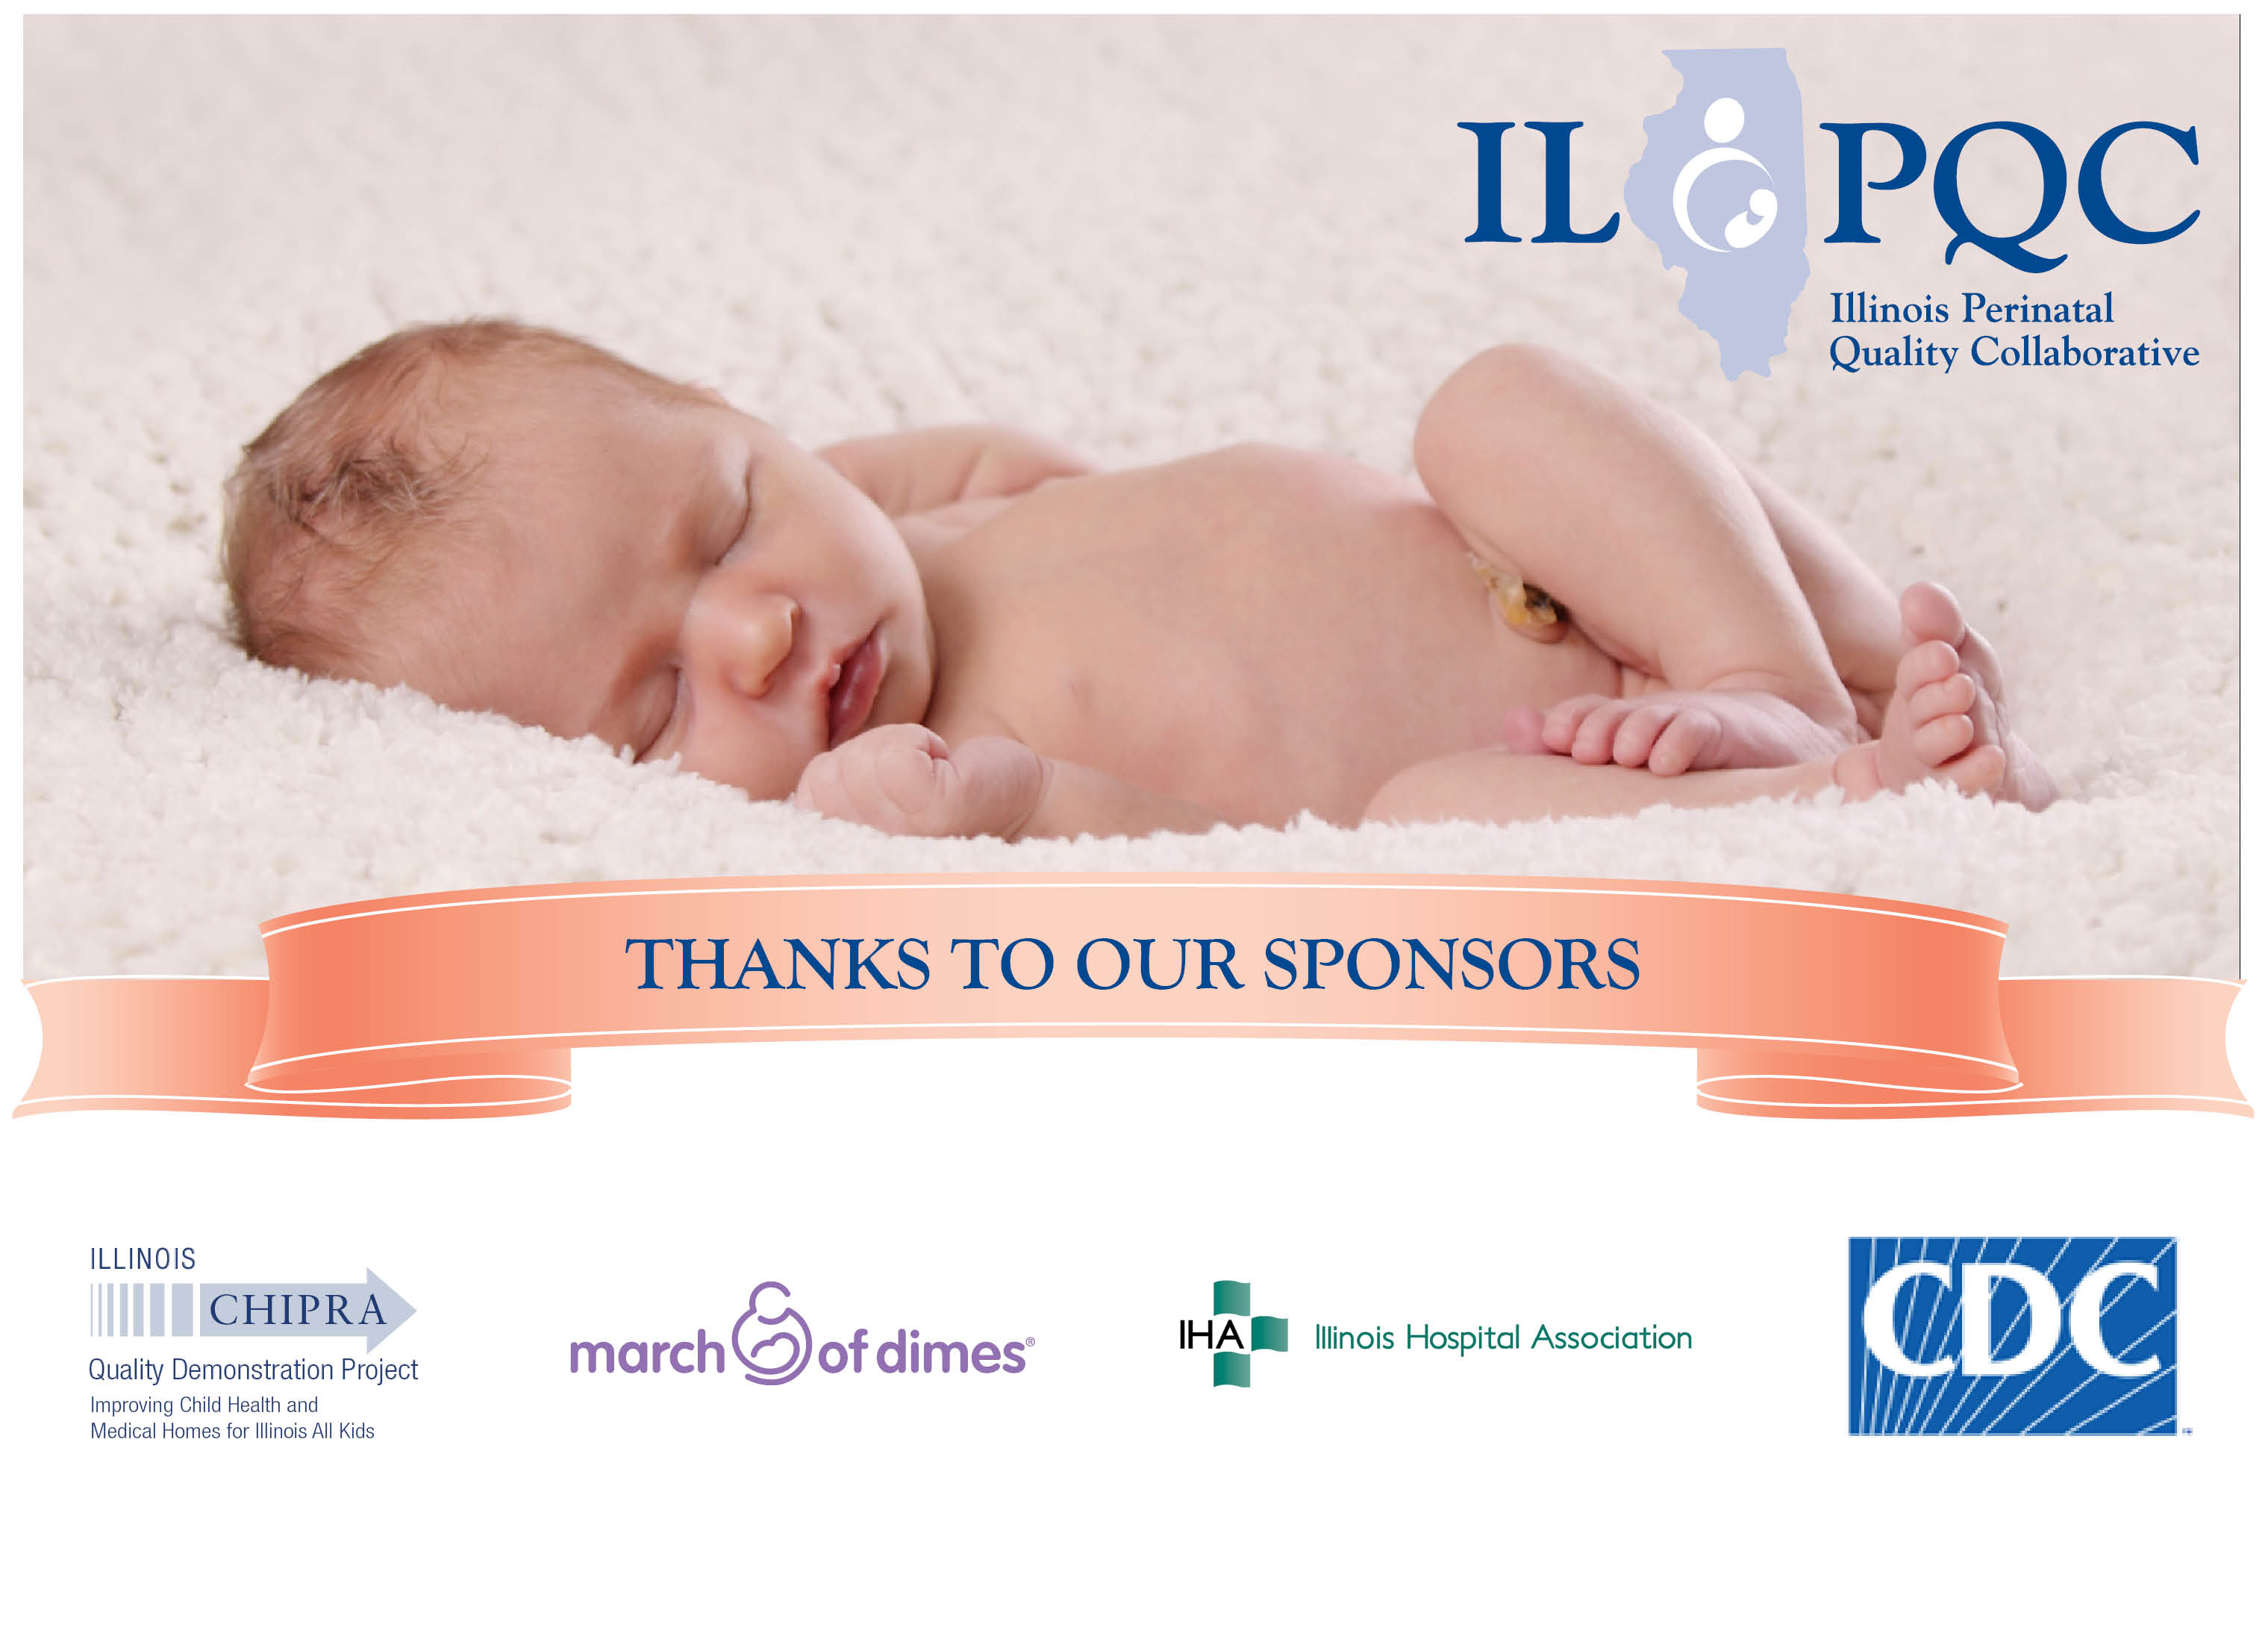 IL PQC
Illinois Perinatal
Quality Collaborative
THANKS TO OUR SPONSORS
ILLINOIS
CHIPRA
Quality Demonstration Project
Improving Child Health and
Medical Homes for Illinois All Kids
march of dimes®
IHA Illinois Hospital Association
CDC